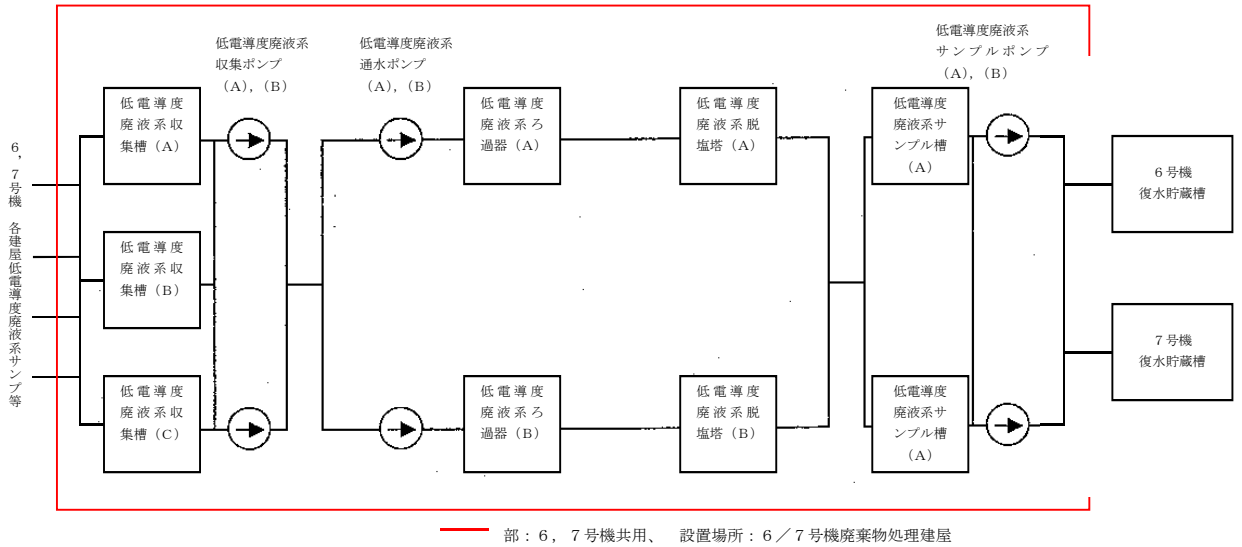 低電導度廃液系
収集ポンプ
（A），（B）
低電導度廃液系
通水ポンプ
（A），（B）
低電導度廃液系
サンプルポンプ
（A），（B）
６，７号機　各建屋低電導度廃液系サンプ等
低電導度
廃液系収
集槽（A）
低電導度
廃液系収
集槽（B）
低電導度
廃液系収
集槽（C）
低電導度
廃液系ろ
過器（A）
低電導度
廃液系ろ
過器（B）
低電導度
廃液系脱
塩塔（A）
低電導度
廃液系脱
塩塔（B）
低電導度
廃液系サ
ンプル槽
（A）
低電導度
廃液系サ
ンプル槽
（A）
６号機
復水貯蔵槽
７号機
復水貯蔵槽
部：６，７号機共用、　設置場所：６／７号機廃棄物処理建屋